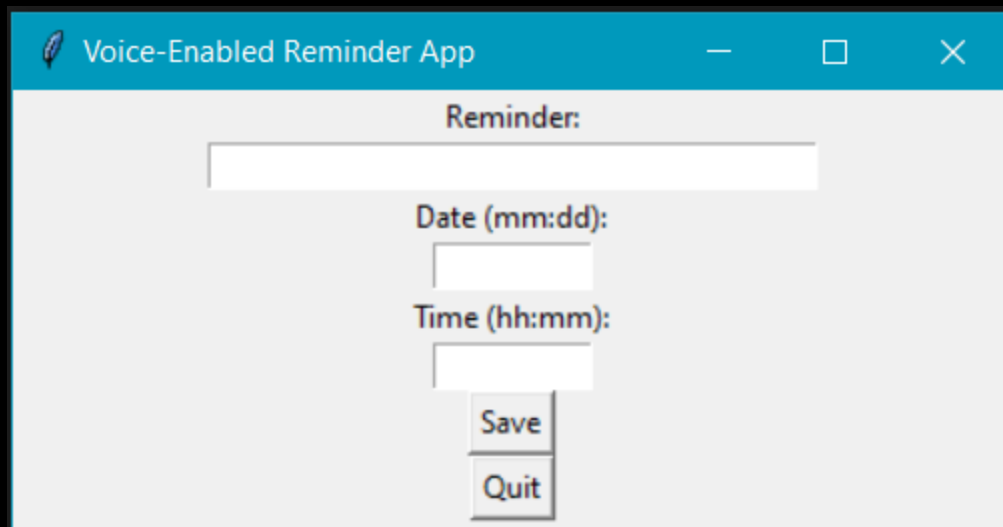 Voice-Enabled Reminder App
Reminder:
Date (mm:dd):
Time (hh:mm):
Save
Quit